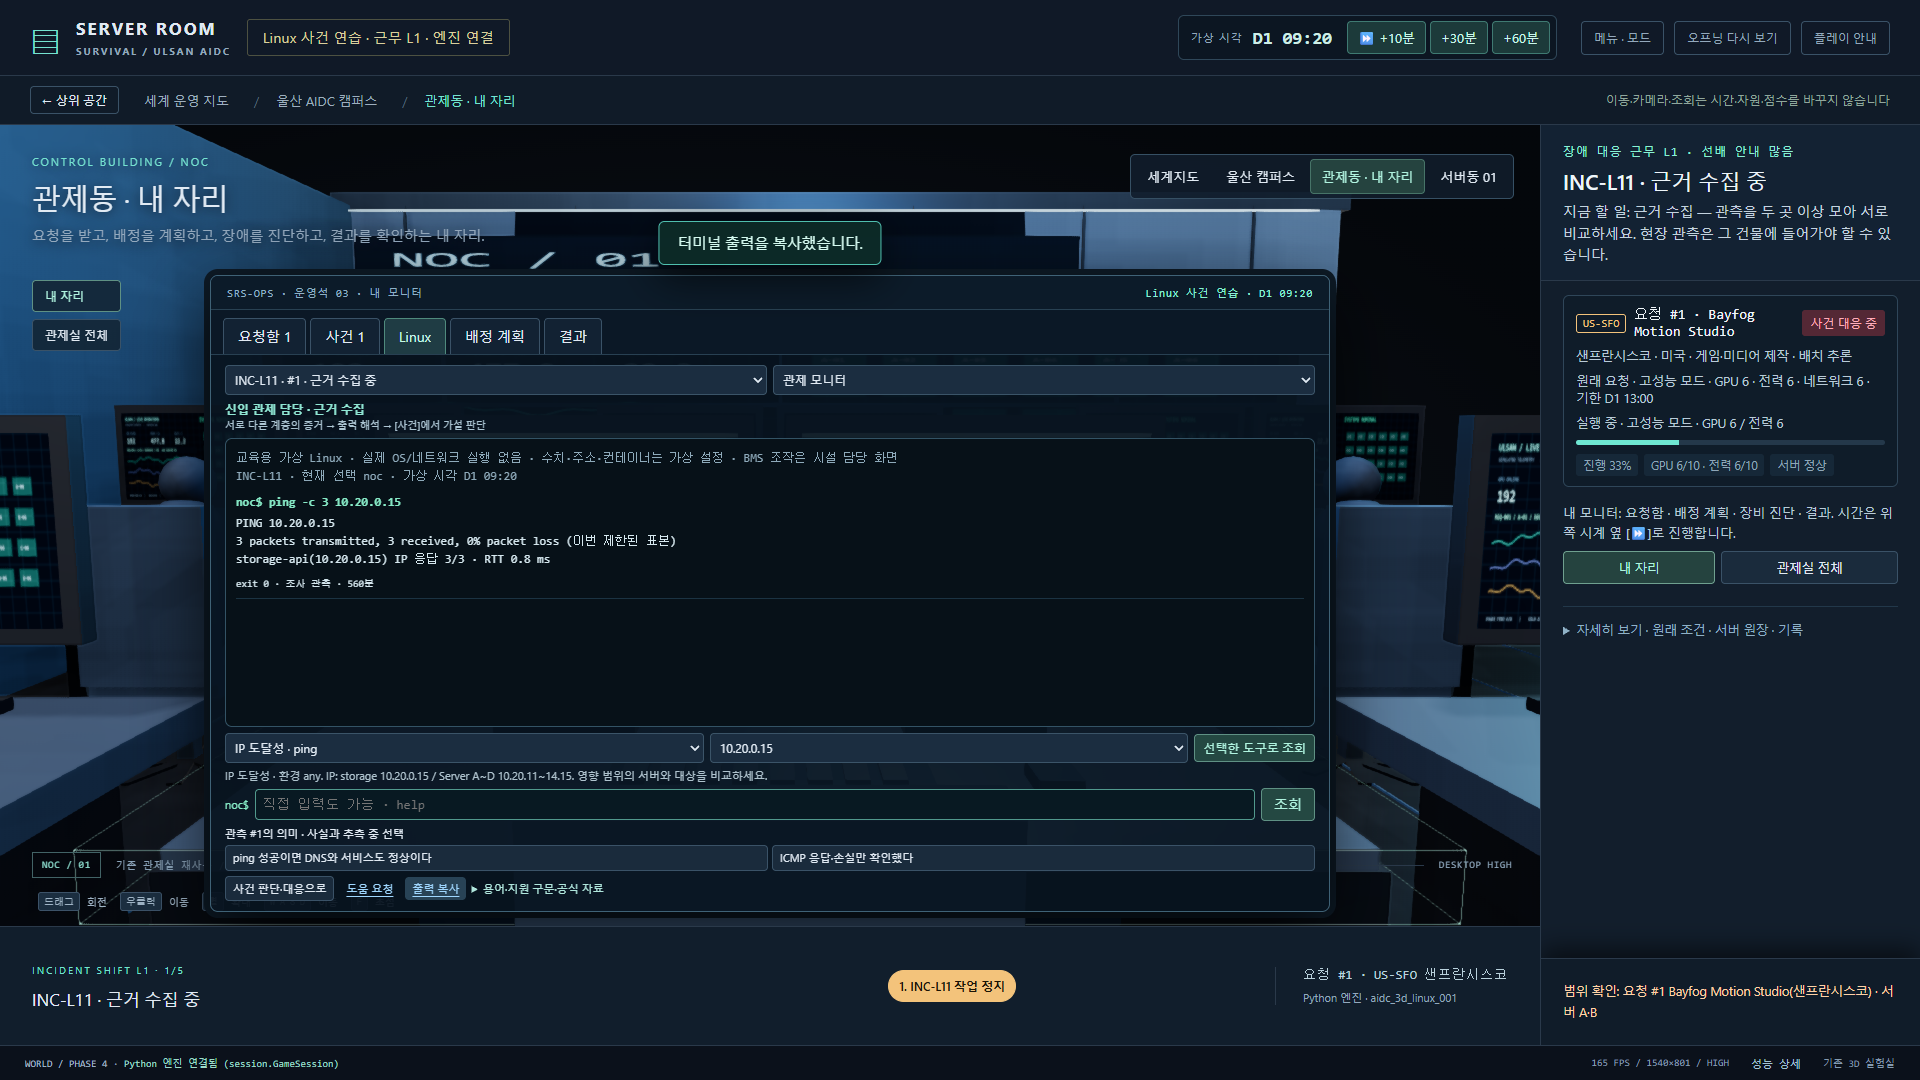 SERVER ROOM
SURVIVAL / ULSAN AIDC
Linux 사건 연습 · 근무 L1 · 엔진 연결
가상 시각 D1 09:20
⏩ +10분
+30분
+60분
메뉴 · 모드
오프닝 다시 보기
플레이 안내
← 상위 공간
세계 운영 지도 / 울산 AIDC 캠퍼스 / 관제동 · 내 자리
이동·카메라·조회는 시간·자원·점수를 바꾸지 않습니다
CONTROL BUILDING / NOC
관제동 · 내 자리
요청을 받고, 배정을 계획하고, 장애를 진단하고, 결과를 확인하는 내 자리.
내 자리
관제실 전체
세계지도
울산 캠퍼스
관제동 · 내 자리
서버동 01
NOC / 01
터미널 출력을 복사했습니다.
SRS-OPS · 운영석 03 · 내 모니터
Linux 사건 연습 · D1 09:20
요청함 1
사건 1
Linux
배정 계획
결과
INC-L11 · #1 · 근거 수집 중
관제 모니터
신입 관제 담당 · 근거 수집
서로 다른 계층의 증거 → 출력 해석 → [사건]에서 가설 판단
교육용 가상 Linux · 실제 OS/네트워크 실행 없음 · 수치·주소·컨테이너는 가상 설정 · BMS 조작은 시설 담당 화면
INC-L11 · 현재 선택 noc · 가상 시각 D1 09:20
noc$ ping -c 3 10.20.0.15
PING 10.20.0.15
3 packets transmitted, 3 received, 0% packet loss (이번 제한된 표본)
storage-api(10.20.0.15) IP 응답 3/3 · RTT 0.8 ms
exit 0 · 조사 관측 · 560분
IP 도달성 · ping
10.20.0.15
선택한 도구로 조회
IP 도달성 · 환경 any. IP: storage 10.20.0.15 / Server A~D 10.20.11~14.15. 영향 범위의 서버와 대상을 비교하세요.
noc$ 직접 입력도 가능 · help
조회
관측 #1의 의미 · 사실과 추측 중 선택
ping 성공이면 DNS와 서비스도 정상이다
ICMP 응답·손실만 확인했다
사건 판단·대응으로
도움 요청
출력 복사
▶ 용어·지원 구문·공식 자료
NOC / 01
기존 관제실 재사
DESKTOP HIGH
드래그 회전 우클릭 이동
192
장애 대응 근무 L1 · 선배 안내 많음
INC-L11 · 근거 수집 중
지금 할 일: 근거 수집 — 관측을 두 곳 이상 모아 서로
비교하세요. 현장 관측은 그 건물에 들어가야 할 수 있
습니다.
US-SFO
요청 #1 · Bayfog
Motion Studio
사건 대응 중
샌프란시스코 · 미국 · 게임·미디어 제작 · 배치 추론
원래 요청 · 고성능 모드 · GPU 6 · 전력 6 · 네트워크 6 ·
기한 D1 13:00
실행 중 · 고성능 모드 · GPU 6 / 전력 6
진행 33%
GPU 6/10 · 전력 6/10
서버 정상
내 모니터: 요청함 · 배정 계획 · 장비 진단 · 결과. 시간은 위
쪽 시계 옆 [⏩]로 진행합니다.
내 자리
관제실 전체
▶ 자세히 보기 · 원래 조건 · 서버 원장 · 기록
INCIDENT SHIFT L1 · 1/5
INC-L11 · 근거 수집 중
1. INC-L11 작업 정지
요청 #1 · US-SFO 샌프란시스코
Python 엔진 · aidc_3d_linux_001
범위 확인: 요청 #1 Bayfog Motion Studio(샌프란시스코) · 서
버 A·B
WORLD / PHASE 4 · Python 엔진 연결됨 (session.GameSession)
165 FPS / 1540×801 / HIGH
성능 상세
기존 3D 실험실